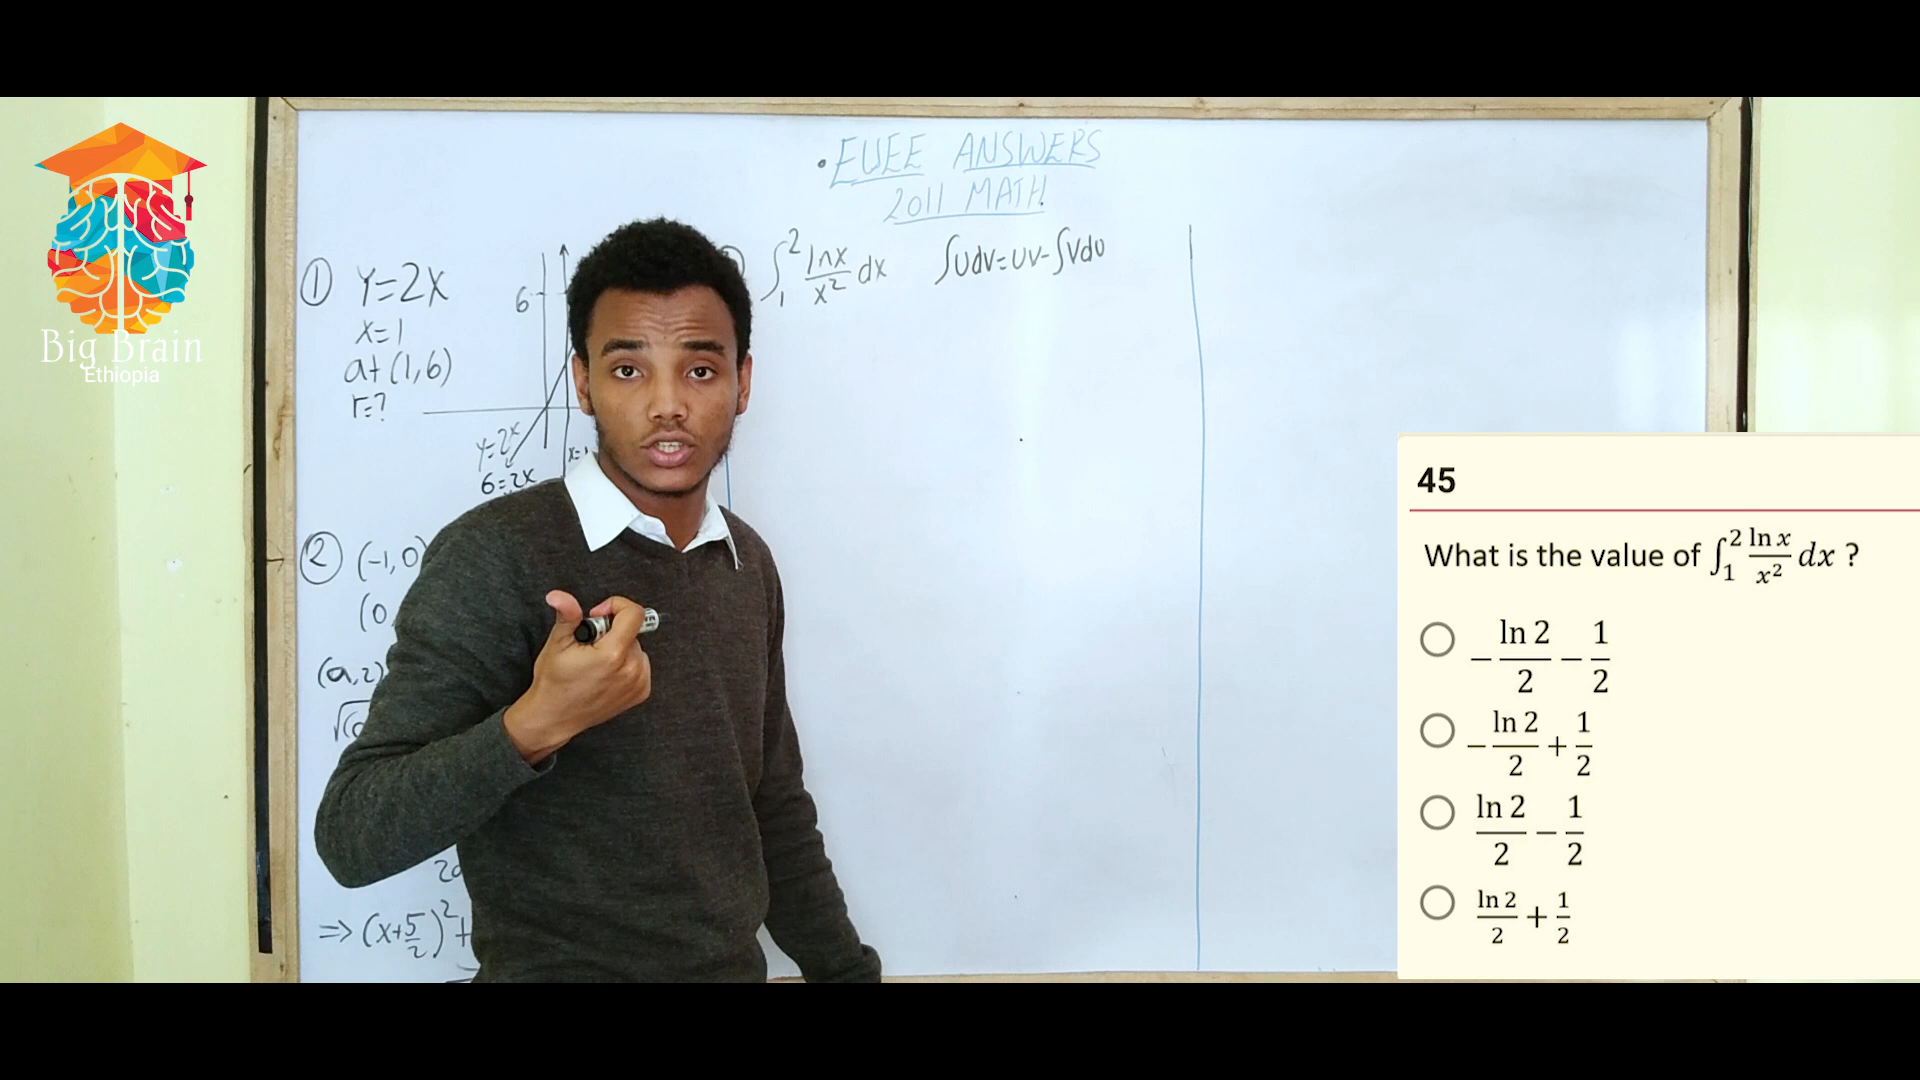 Big Brain
Ethiopia
• EUEE ANSWERS
2011 MATH.
① Y=2X
x=1
at (1,6)
r=?
6
y=2x
6=2x
② (-1,0)
(0,
(a,2)
⇒ (x+5/2)²+
∫₁² lnx/x² dx ∫udv=uv-∫vdu
45
What is the value of ∫₁² ln x/x² dx ?
− ln 2/2 − 1/2
− ln 2/2 + 1/2
ln 2/2 − 1/2
ln 2/2 + 1/2